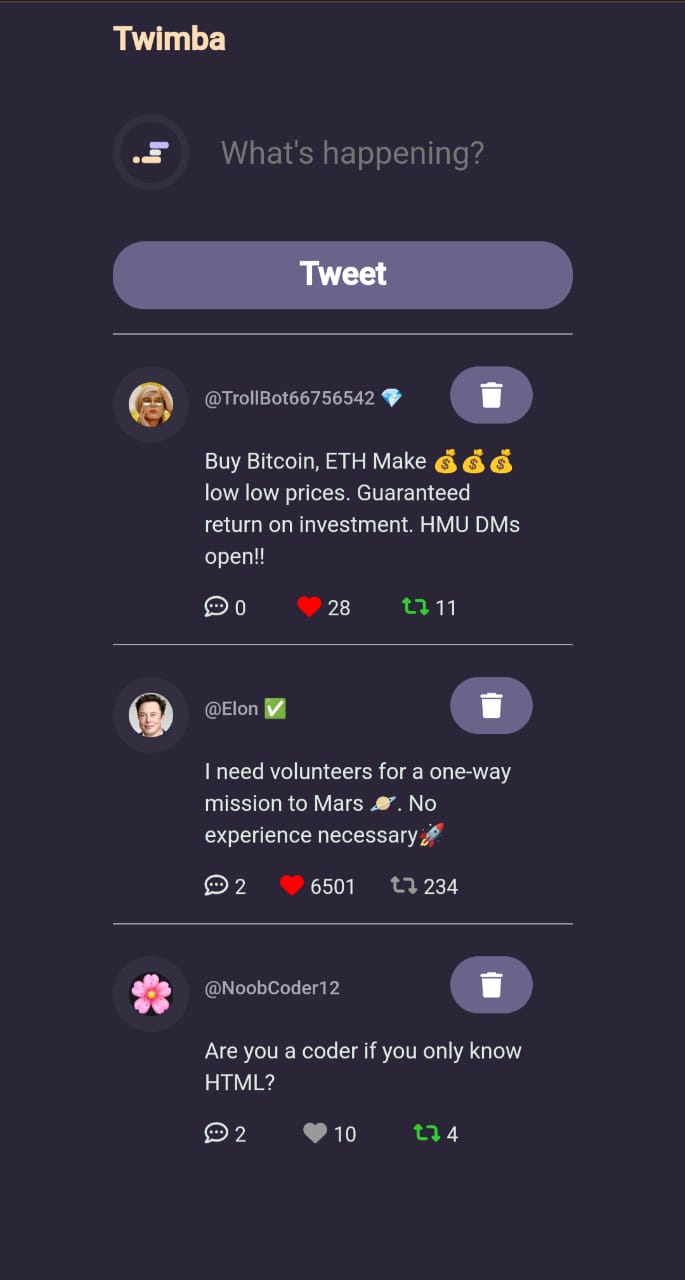 Twimba
What's happening?
Tweet
@TrollBot66756542 💎
Buy Bitcoin, ETH Make 💰💰💰
low low prices. Guaranteed
return on investment. HMU DMs
open!!
0 28 11
@Elon ✅
I need volunteers for a one-way
mission to Mars 🪐. No
experience necessary🚀
2 6501 234
@NoobCoder12
Are you a coder if you only know
HTML?
2 10 4